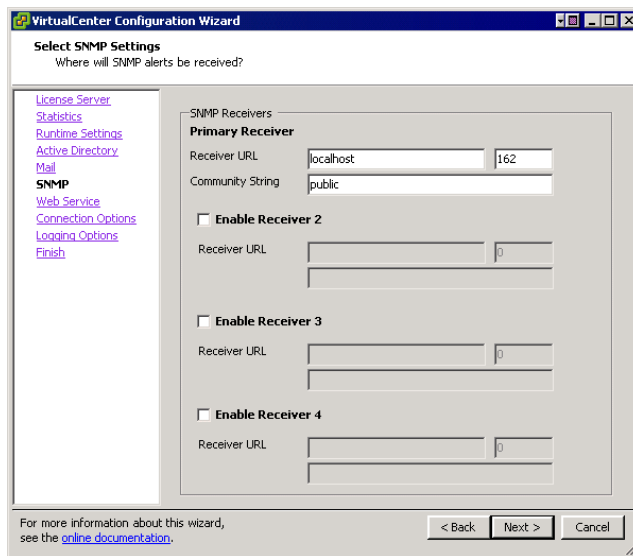 VirtualCenter Configuration Wizard
Select SNMP Settings
Where will SNMP alerts be received?
License Server
Statistics
Runtime Settings
Active Directory
Mail
SNMP
Web Service
Connection Options
Logging Options
Finish
SNMP Receivers
Primary Receiver
Receiver URL localhost 162
Community String public
Enable Receiver 2
Receiver URL 0
Enable Receiver 3
Receiver URL 0
Enable Receiver 4
Receiver URL 0
For more information about this wizard,
see the online documentation.
< Back Next > Cancel